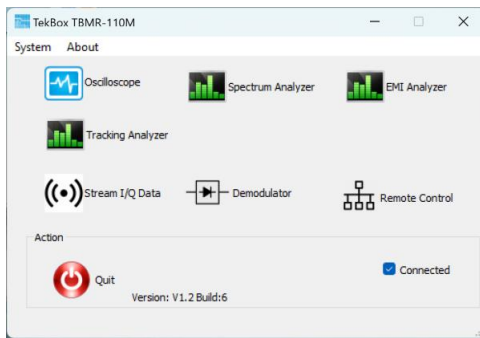 TekBox TBMR-110M
System About
Oscilloscope Spectrum Analyzer EMI Analyzer
Tracking Analyzer
Stream I/Q Data Demodulator Remote Control
Action
Quit Connected
Version: V1.2 Build:6